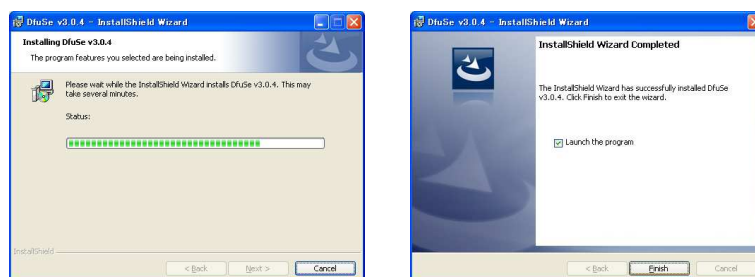 DfuSe v3.0.4 - InstallShield Wizard
Installing DfuSe v3.0.4
The program features you selected are being installed.
Please wait while the InstallShield Wizard installs DfuSe v3.0.4. This may
take several minutes.
Status:
InstallShield
< Back
Next >
Cancel
DfuSe v3.0.4 - InstallShield Wizard
InstallShield Wizard Completed
The InstallShield Wizard has successfully installed DfuSe
v3.0.4. Click Finish to exit the wizard.
Launch the program
< Back
Finish
Cancel